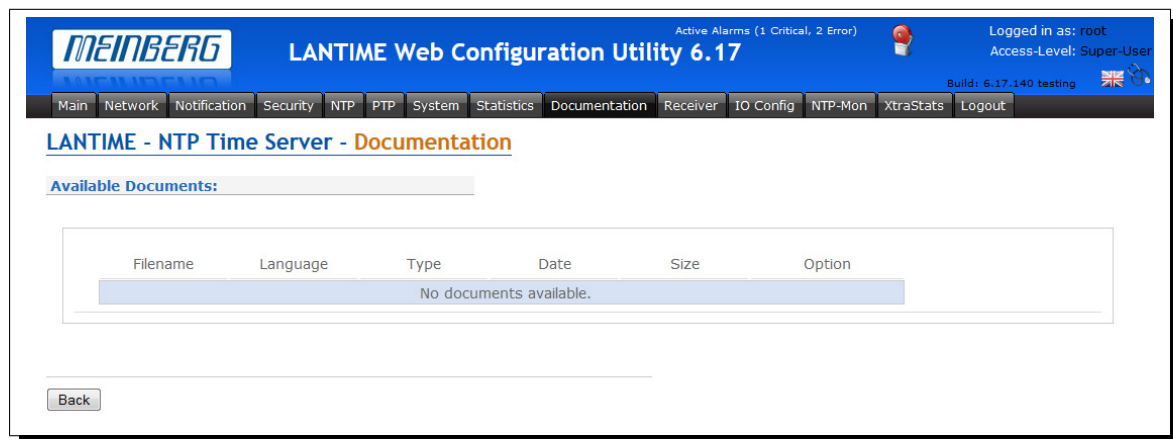 MEINBERG
LANTIME Web Configuration Utility 6.17
Active Alarms (1 Critical, 2 Error)
Logged in as: root
Access-Level: Super-User
Build: 6.17.140 testing
Main Network Notification Security NTP PTP System Statistics Documentation Receiver IO Config NTP-Mon XtraStats Logout
LANTIME - NTP Time Server - Documentation
Available Documents:
Filename Language Type Date Size Option
No documents available.
Back